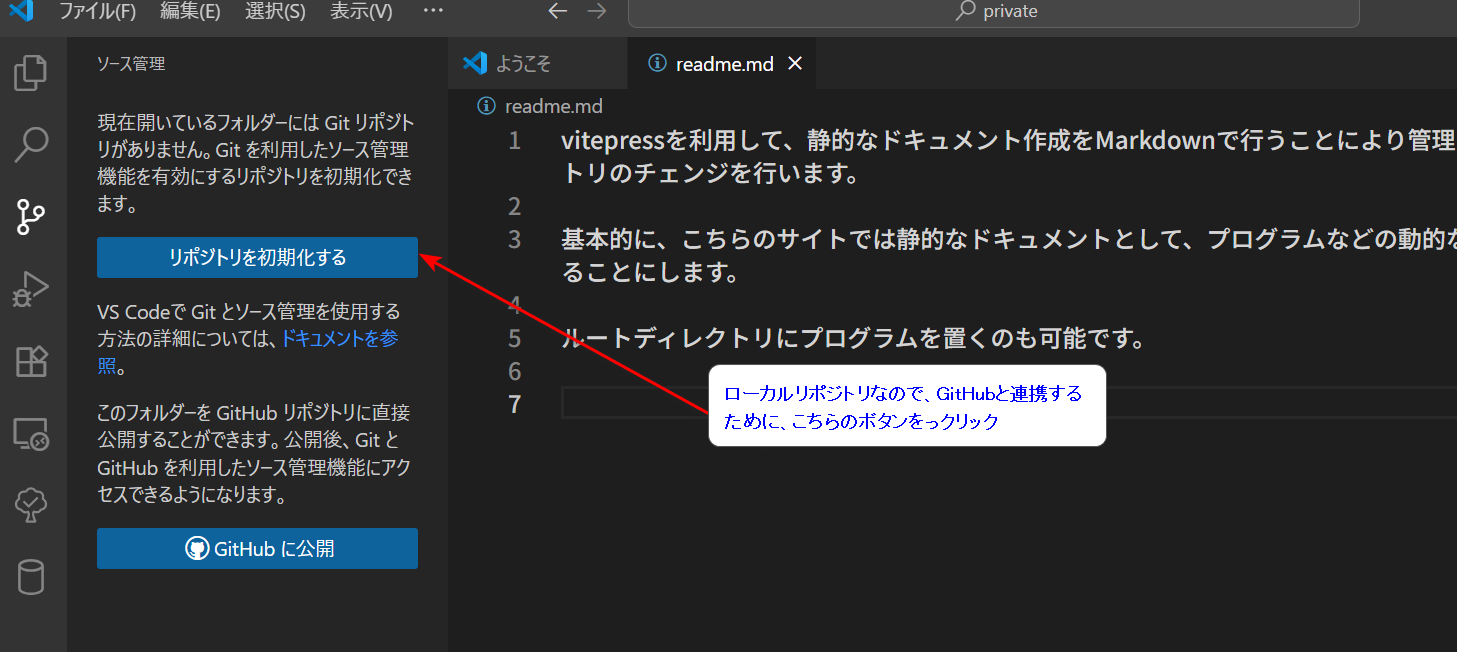 ファイル(F) 編集(E) 選択(S) 表示(V) … ← → private
ソース管理
現在開いているフォルダーには Git リポジト
リがありません。Git を利用したソース管理
機能を有効にするリポジトリを初期化でき
ます。
リポジトリを初期化する
VS Codeで Git とソース管理を使用する
方法の詳細については、ドキュメントを参
照。
このフォルダーを GitHub リポジトリに直接
公開することができます。公開後、Git と
GitHub を利用したソース管理機能にアク
セスできるようになります。
GitHub に公開
ようこそ readme.md ×
readme.md
1 vitepressを利用して、静的なドキュメント作成をMarkdownで行うことにより管理
トリのチェンジを行います。
2
3 基本的に、こちらのサイトでは静的なドキュメントとして、プログラムなどの動的な
ることにします。
4
5 ルートディレクトリにプログラムを置くのも可能です。
6
7
ローカルリポジトリなので、GitHubと連携する
ために、こちらのボタンをっクリック